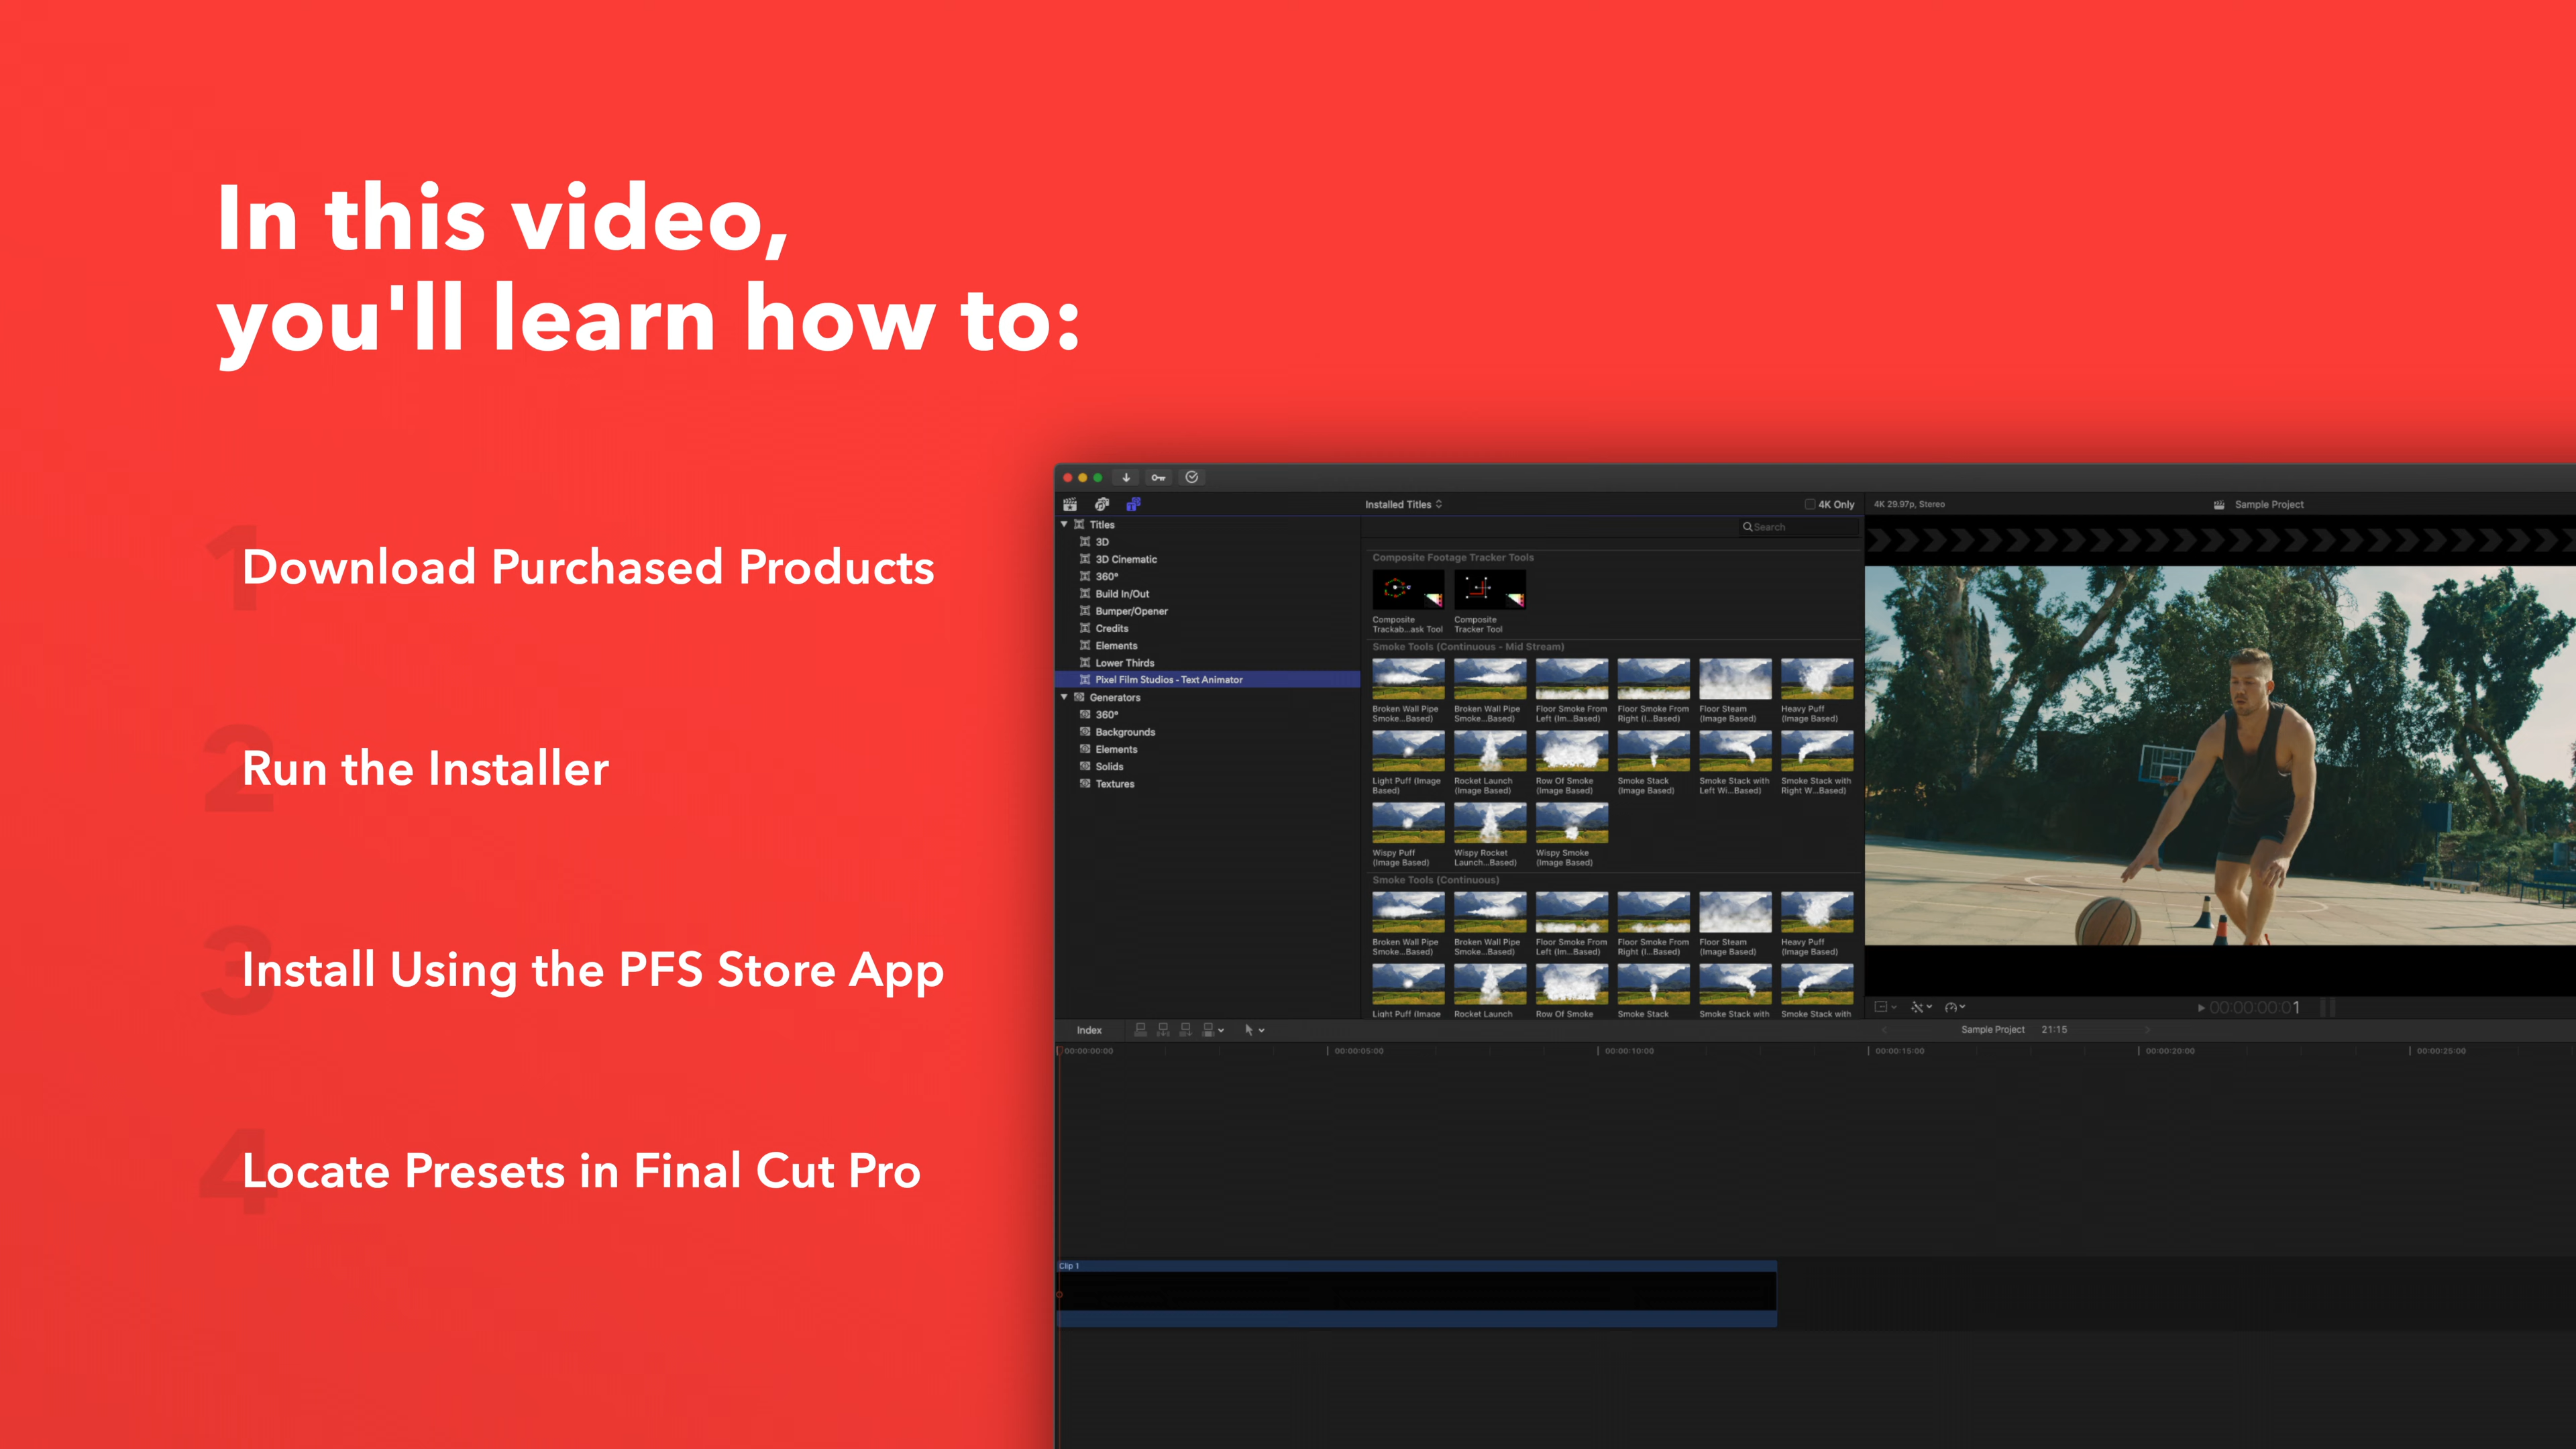 In this video,
you'll learn how to:
1
Download Purchased Products
2
Run the Installer
3
Install Using the PFS Store App
4
Locate Presets in Final Cut Pro
Installed Titles
4K Only
4K 29.97p, Stereo
Sample Project
Titles
3D
3D Cinematic
360°
Build In/Out
Bumper/Opener
Credits
Elements
Lower Thirds
Pixel Film Studios - Text Animator
Generators
360°
Backgrounds
Elements
Solids
Textures
Search
Composite Footage Tracker Tools
Composite
Trackab...ask Tool
Composite
Tracker Tool
Smoke Tools (Continuous - Mid Stream)
Broken Wall Pipe
Smoke...Based)
Broken Wall Pipe
Smoke...Based)
Floor Smoke From
Left (Im...Based)
Floor Smoke From
Right (I...Based)
Floor Steam
(Image Based)
Heavy Puff
(Image Based)
Light Puff (Image
Based)
Rocket Launch
(Image Based)
Row Of Smoke
(Image Based)
Smoke Stack
(Image Based)
Smoke Stack with
Left Wi...Based)
Smoke Stack with
Right W...Based)
Wispy Puff
(Image Based)
Wispy Rocket
Launch...Based)
Wispy Smoke
(Image Based)
Smoke Tools (Continuous)
Broken Wall Pipe
Smoke...Based)
Broken Wall Pipe
Smoke...Based)
Floor Smoke From
Left (Im...Based)
Floor Smoke From
Right (I...Based)
Floor Steam
(Image Based)
Heavy Puff
(Image Based)
Light Puff (Image
Rocket Launch
Row Of Smoke
Smoke Stack
Smoke Stack with
Smoke Stack with
00:00:00:01
Index
Sample Project 21:15
00:00:00:00
00:00:05:00
00:00:10:00
00:00:15:00
00:00:20:00
00:00:25:00
Clip 1